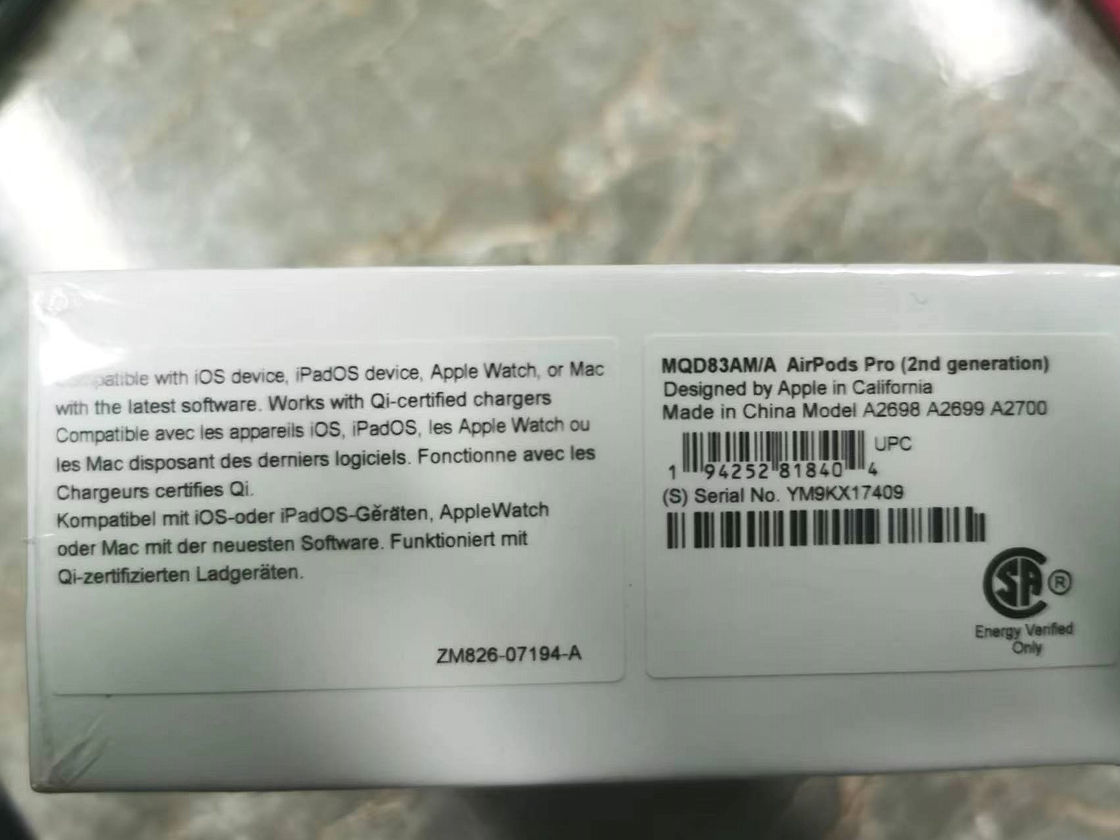 patible with iOS device, iPadOS device, Apple Watch, or Mac
with the latest software. Works with Qi-certified chargers
Compatible avec les appareils iOS, iPadOS, les Apple Watch ou
les Mac disposant des derniers logiciels. Fonctionne avec les
Chargeurs certifies Qi.
Kompatibel mit iOS-oder iPadOS-Gěräten, AppleWatch
oder Mac mit der neuesten Software. Funktioniert mit
Qi-zertifizierten Ladgeräten.
ZM826-07194-A
MQD83AM/A AirPods Pro (2nd generation)
Designed by Apple in California
Made in China Model A2698 A2699 A2700
UPC
1 94252 81840 4
(S) Serial No. YM9KX17409
SA ®
Energy Verified
Only